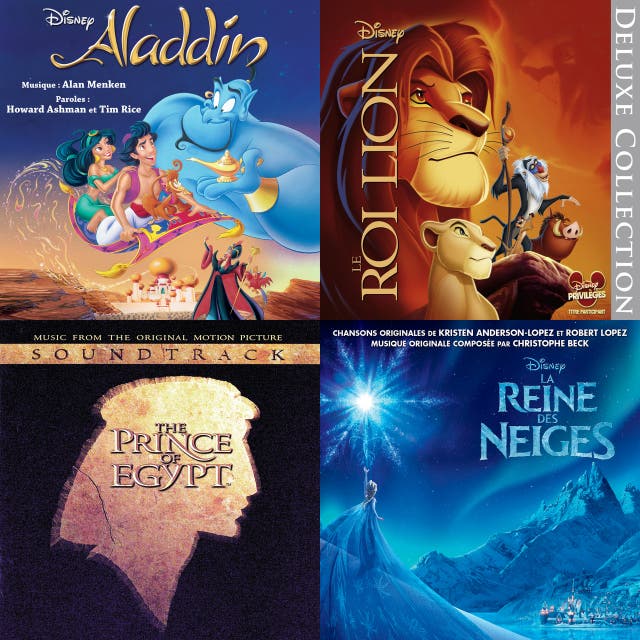 Disney
Aladdin
Musique : Alan Menken
Paroles :
Howard Ashman et Tim Rice
Disney
LE
ROI LION
DELUXE COLLECTION
Disney
PRIVILÈGES
TITRE PARTICIPANT
MUSIC FROM THE ORIGINAL MOTION PICTURE
SOUNDTRACK
THE
PRINCE
OF
EGYPT
CHANSONS ORIGINALES DE KRISTEN ANDERSON-LOPEZ ET ROBERT LOPEZ
MUSIQUE ORIGINALE COMPOSÉE PAR CHRISTOPHE BECK
Disney
LA
REINE
DES
NEIGES